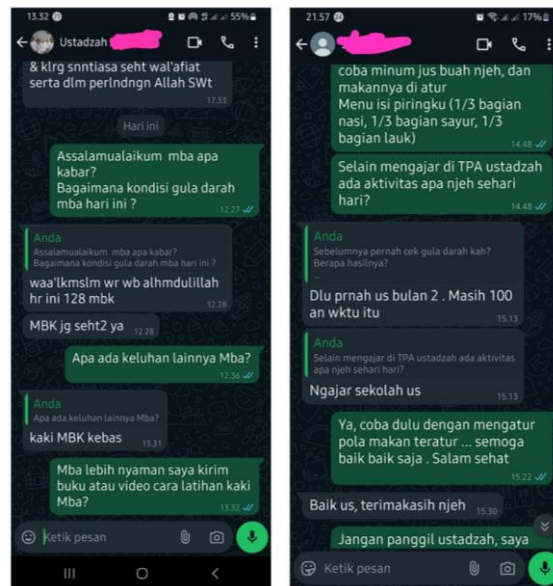 13.32
55%
Ustadzah
& klrg snntiasa seht wal'afiat
serta dlm perlndngn Allah SWt
17.33
Hari ini
Assalamualaikum mba apa
kabar?
Bagaimana kondisi gula darah
mba hari ini ?
12.27
Anda
Assalamualaikum mba apa kabar?
Bagaimana kondisi gula darah mba hari ini ?
waa'lkmslm wr wb alhmdulillah
hr ini 128 mbk
12.28
MBK jg seht2 ya 12.28
Apa ada keluhan lainnya Mba?
12.36
Anda
Apa ada keluhan lainnya Mba?
kaki MBK kebas 13.31
Mba lebih nyaman saya kirim
buku atau video cara latihan kaki
Mba?
13.32
Ketik pesan
21.57
17%
coba minum jus buah njeh, dan
makannya di atur
Menu isi piringku (1/3 bagian
nasi, 1/3 bagian sayur, 1/3
bagian lauk)
14.48
Selain mengajar di TPA ustadzah
ada aktivitas apa njeh sehari
hari?
14.48
Anda
Sebelumnya pernah cek gula darah kah?
Berapa hasilnya?
...
Dlu prnah us bulan 2 . Masih 100
an wktu itu
15.13
Anda
Selain mengajar di TPA ustadzah ada aktivitas
apa njeh sehari hari?
Ngajar sekolah us
15.13
Ya, coba dulu dengan mengatur
pola makan teratur ... semoga
baik baik saja . Salam sehat
15.22
Baik us, terimakasih njeh 15.30
Jangan panggil ustadzah, saya
Ketik pesan